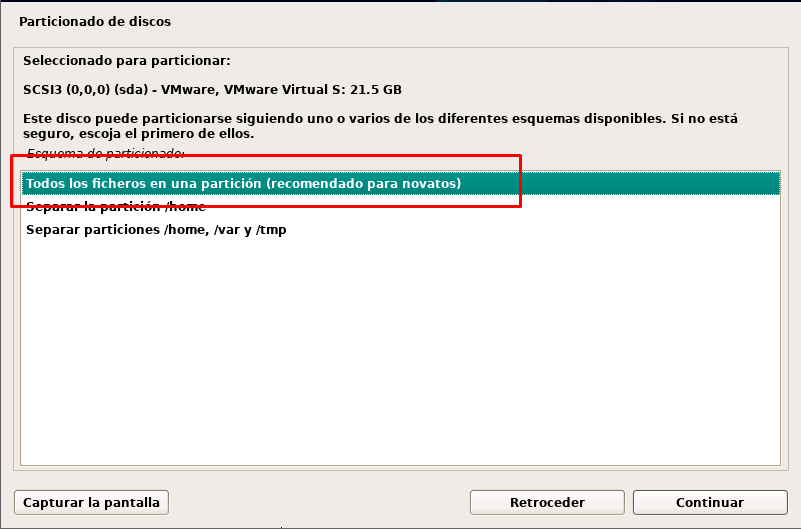 Particionado de discos
Seleccionado para particionar:
SCSI3 (0,0,0) (sda) - VMware, VMware Virtual S: 21.5 GB
Este disco puede particionarse siguiendo uno o varios de los diferentes esquemas disponibles. Si no está
seguro, escoja el primero de ellos.
Esquema de particionado:
Todos los ficheros en una partición (recomendado para novatos)
Separar la partición /home
Separar particiones /home, /var y /tmp
Capturar la pantalla
Retroceder
Continuar